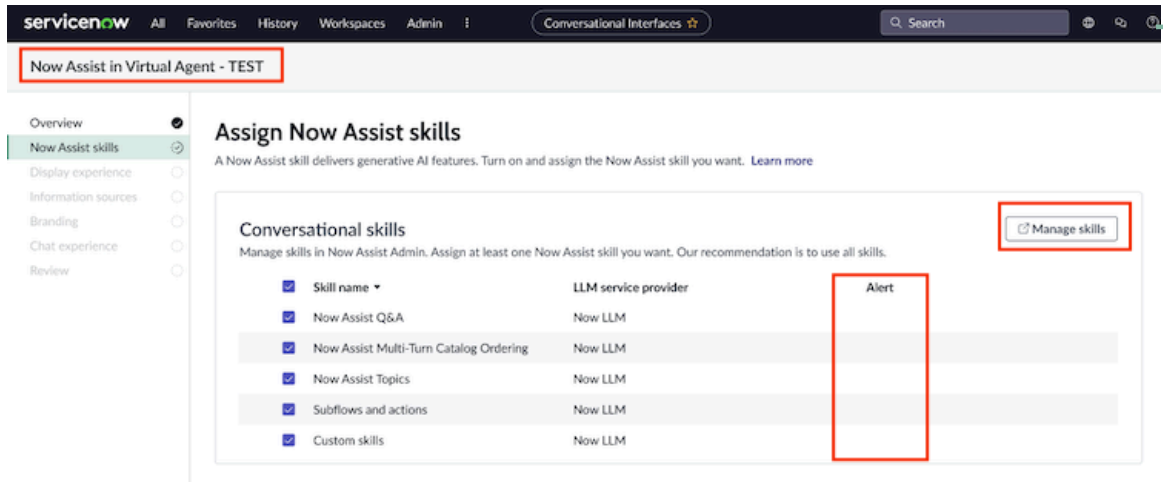 servicenow All Favorites History Workspaces Admin Conversational Interfaces Search
Now Assist in Virtual Agent - TEST
Overview
Now Assist skills
Display experience
Information sources
Branding
Chat experience
Review
Assign Now Assist skills
A Now Assist skill delivers generative AI features. Turn on and assign the Now Assist skill you want. Learn more
Conversational skills
Manage skills
Manage skills in Now Assist Admin. Assign at least one Now Assist skill you want. Our recommendation is to use all skills.
Skill name LLM service provider Alert
Now Assist Q&A Now LLM
Now Assist Multi-Turn Catalog Ordering Now LLM
Now Assist Topics Now LLM
Subflows and actions Now LLM
Custom skills Now LLM